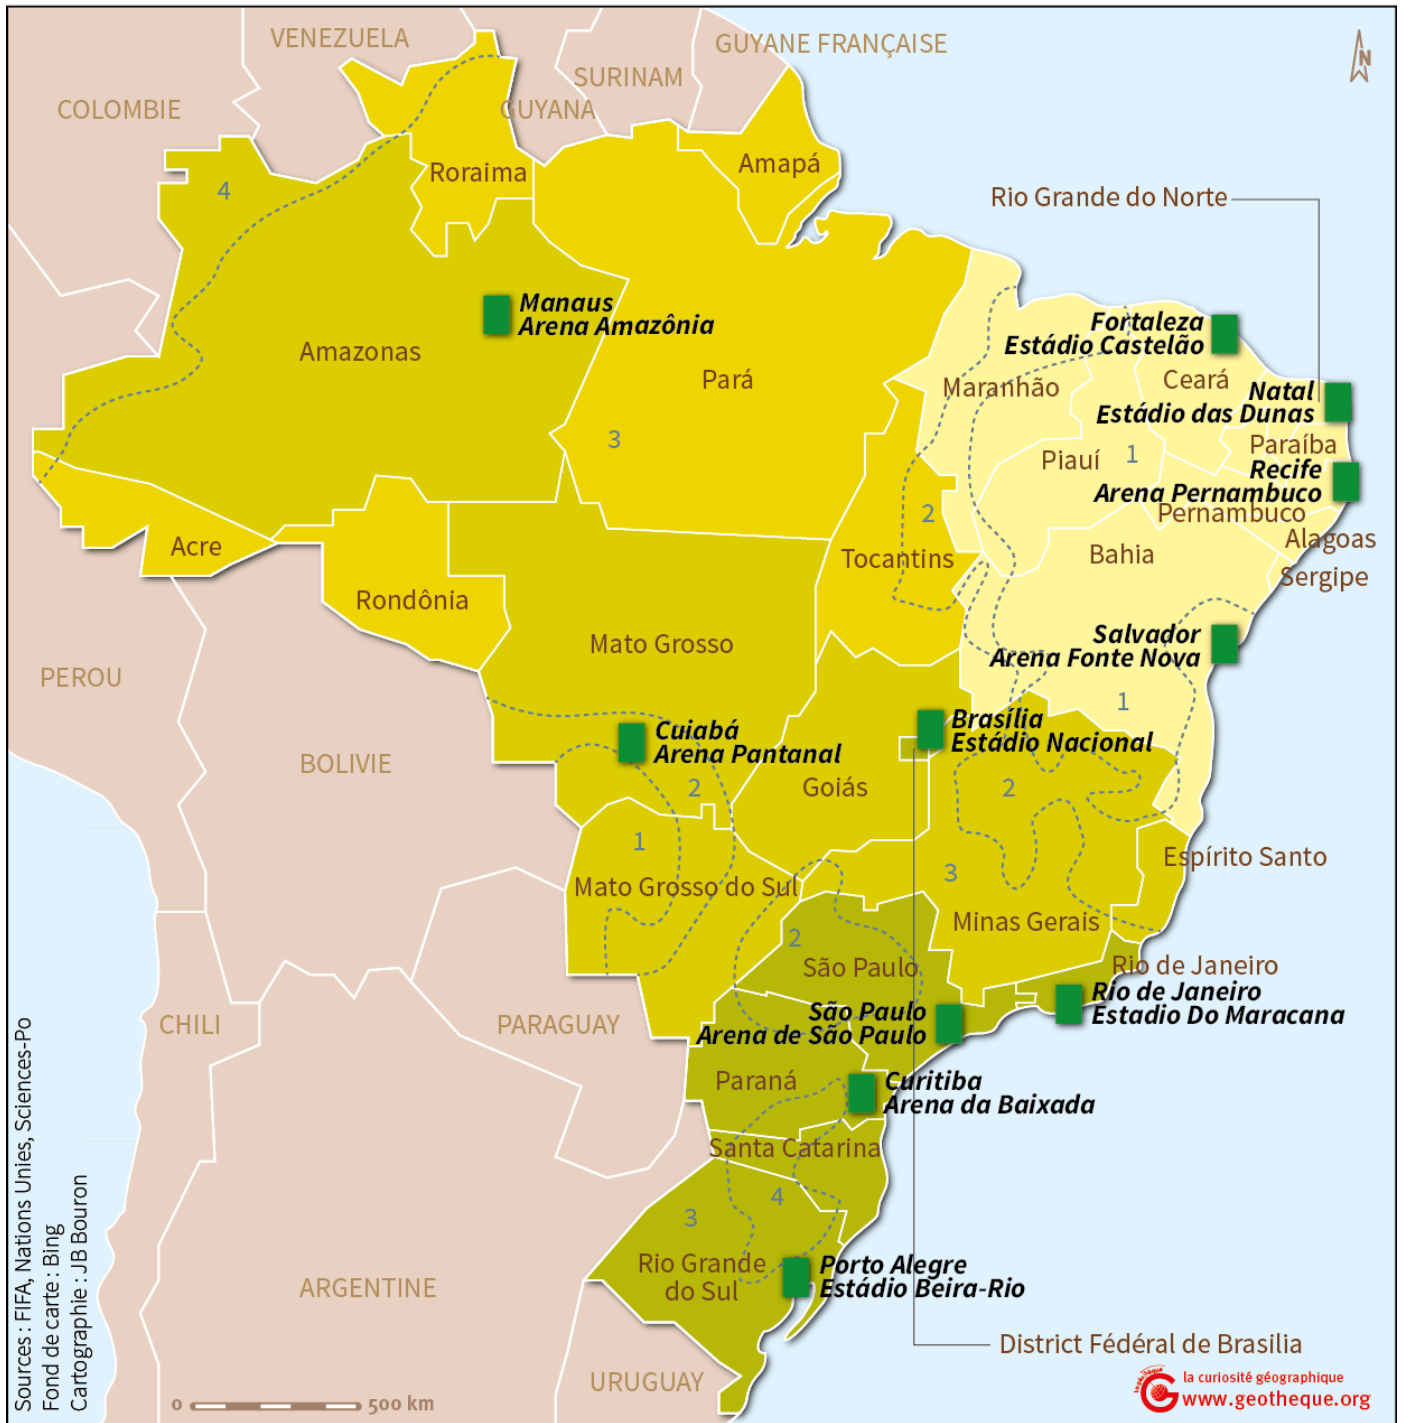 VENEZUELA
GUYANE FRANÇAISE
N
SURINAM
COLOMBIE
GUYANA
Roraima
Amapá
4
Rio Grande do Norte
Manaus
Arena Amazônia
Amazonas
Pará
3
Fortaleza
Estádio Castelão
Maranhão
Ceará
Natal
Estádio das Dunas
Paraíba
Piauí
1
Recife
Arena Pernambuco
Pernambuco
2
Tocantins
Bahia
Alagoas
Sergipe
Acre
Rondônia
Mato Grosso
Salvador
Arena Fonte Nova
PEROU
1
Brasília
Estádio Nacional
Cuiabá
Arena Pantanal
BOLIVIE
2
Goiás
2
1
Espírito Santo
3
Mato Grosso do Sul
Minas Gerais
2
São Paulo
Rio de Janeiro
Rio de Janeiro
Estadio Do Maracana
São Paulo
Arena de São Paulo
CHILI
PARAGUAY
Paraná
Curitiba
Arena da Baixada
Santa Catarina
4
3
Rio Grande
do Sul
Porto Alegre
Estádio Beira-Rio
ARGENTINE
District Fédéral de Brasilia
URUGUAY
0 500 km
Sources : FIFA, Nations Unies, Sciences-Po
Fond de carte : Bing
Cartographie : JB Bouron
la curiosité géographique
www.geotheque.org